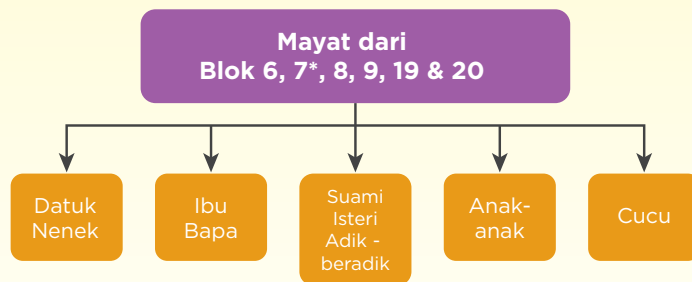 Mayat dari
Blok 6, 7*, 8, 9, 19 & 20
Datuk
Nenek
Ibu
Bapa
Suami
Isteri
Adik -
beradik
Anak-
anak
Cucu